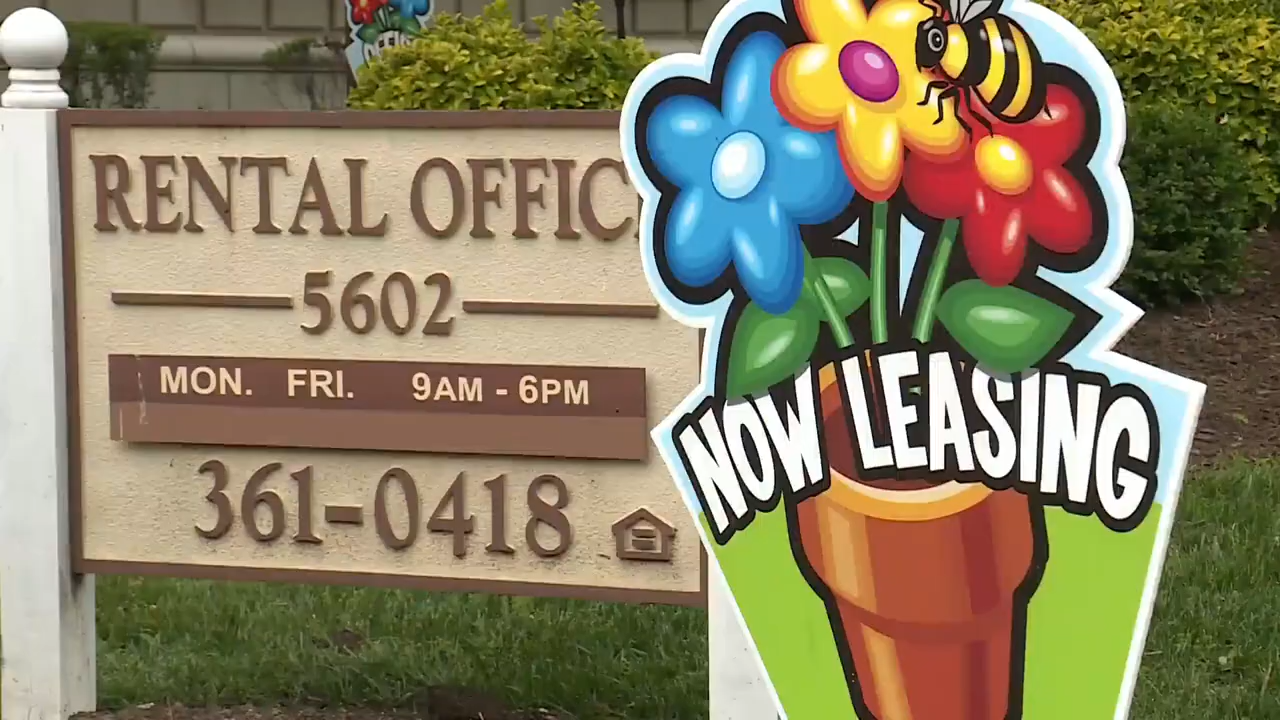 RENTAL OFFIC
5602
MON. FRI. 9AM - 6PM
361-0418
NOW LEASING